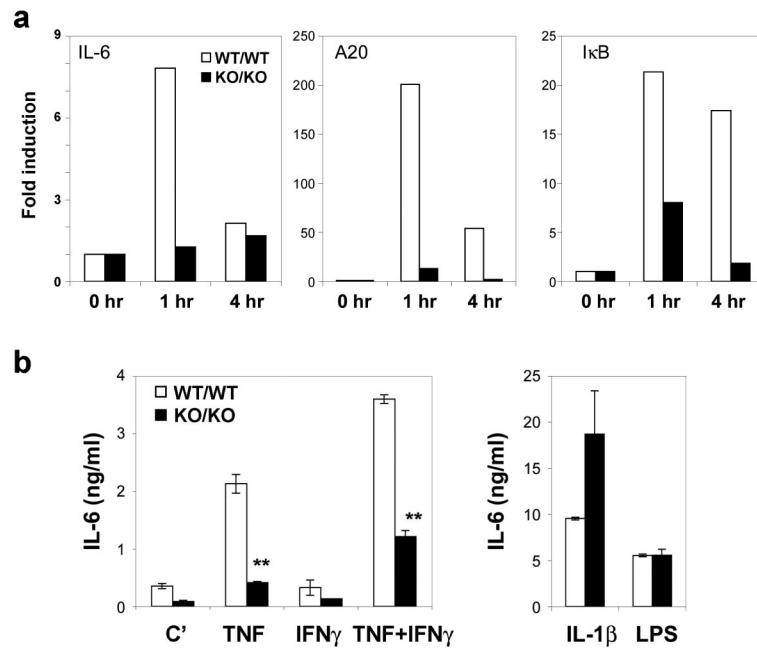 a
IL-6
WT/WT
KO/KO
A20
IκB
Fold induction
9
6
3
0
250
200
150
100
50
0
25
20
15
10
5
0
0 hr 1 hr 4 hr
0 hr 1 hr 4 hr
0 hr 1 hr 4 hr
b
WT/WT
KO/KO
IL-6 (ng/ml)
4
3
2
1
0
**
**
C' TNF IFNγ TNF+IFNγ
IL-6 (ng/ml)
25
20
15
10
5
0
IL-1β LPS